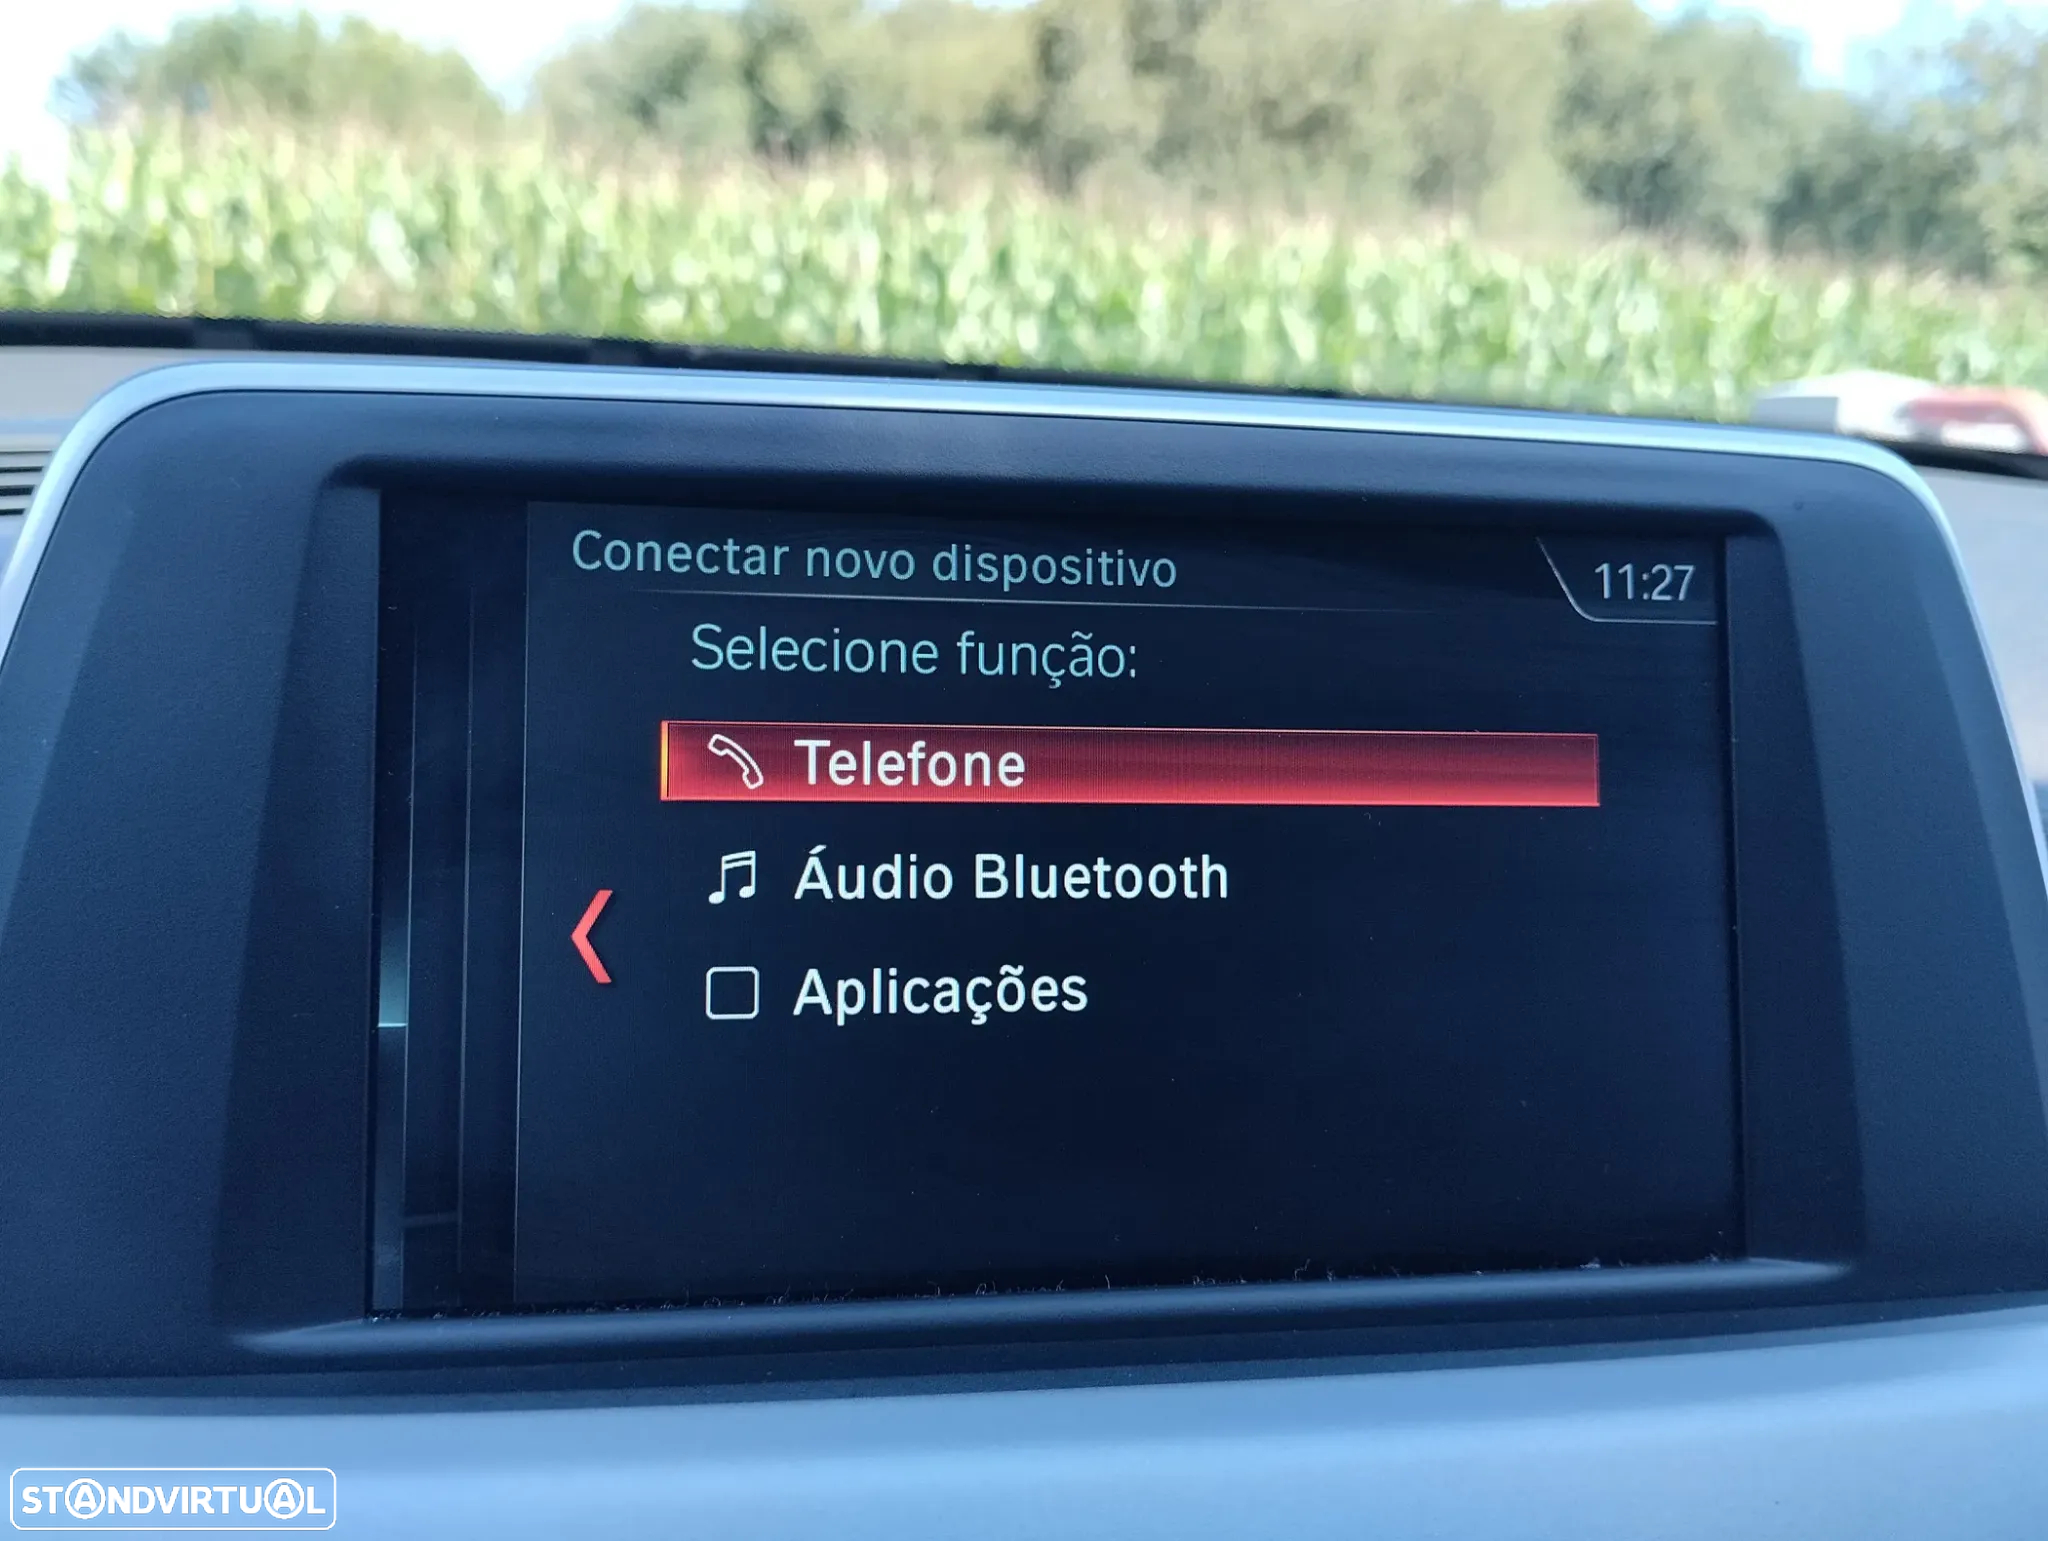 Conectar novo dispositivo
11:27
Selecione função:
Telefone
Áudio Bluetooth
Aplicações
STANDVIRTUAL